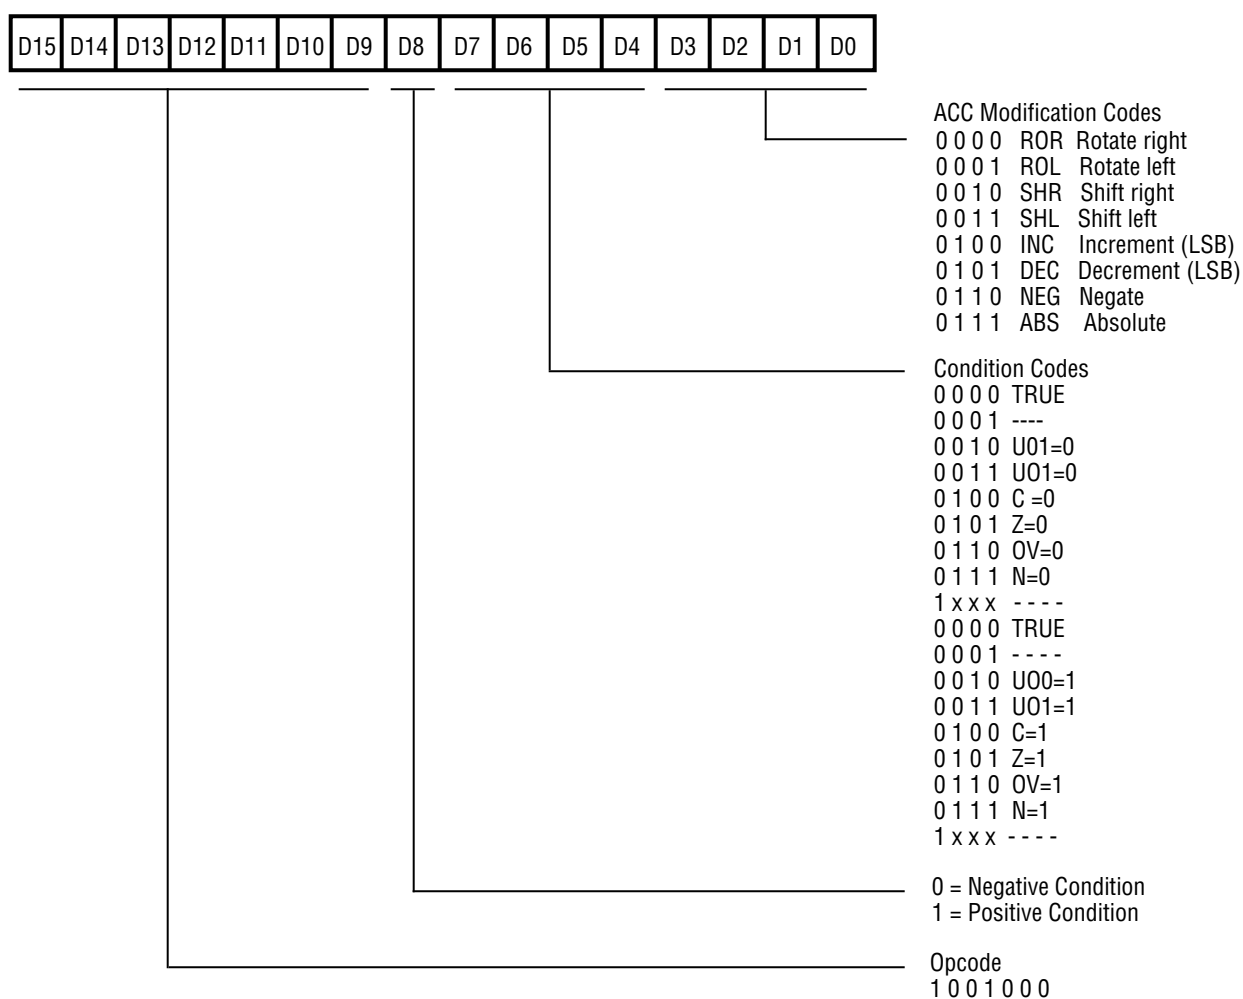 D15 D14 D13 D12 D11 D10 D9 D8 D7 D6 D5 D4 D3 D2 D1 D0
ACC Modification Codes
0 0 0 0 ROR Rotate right
0 0 0 1 ROL Rotate left
0 0 1 0 SHR Shift right
0 0 1 1 SHL Shift left
0 1 0 0 INC Increment (LSB)
0 1 0 1 DEC Decrement (LSB)
0 1 1 0 NEG Negate
0 1 1 1 ABS Absolute
Condition Codes
0 0 0 0 TRUE
0 0 0 1 ----
0 0 1 0 U01=0
0 0 1 1 UO1=0
0 1 0 0 C =0
0 1 0 1 Z=0
0 1 1 0 OV=0
0 1 1 1 N=0
1 x x x - - - -
0 0 0 0 TRUE
0 0 0 1 - - - -
0 0 1 0 UO0=1
0 0 1 1 UO1=1
0 1 0 0 C=1
0 1 0 1 Z=1
0 1 1 0 OV=1
0 1 1 1 N=1
1 x x x - - - -
0 = Negative Condition
1 = Positive Condition
Opcode
1 0 0 1 0 0 0